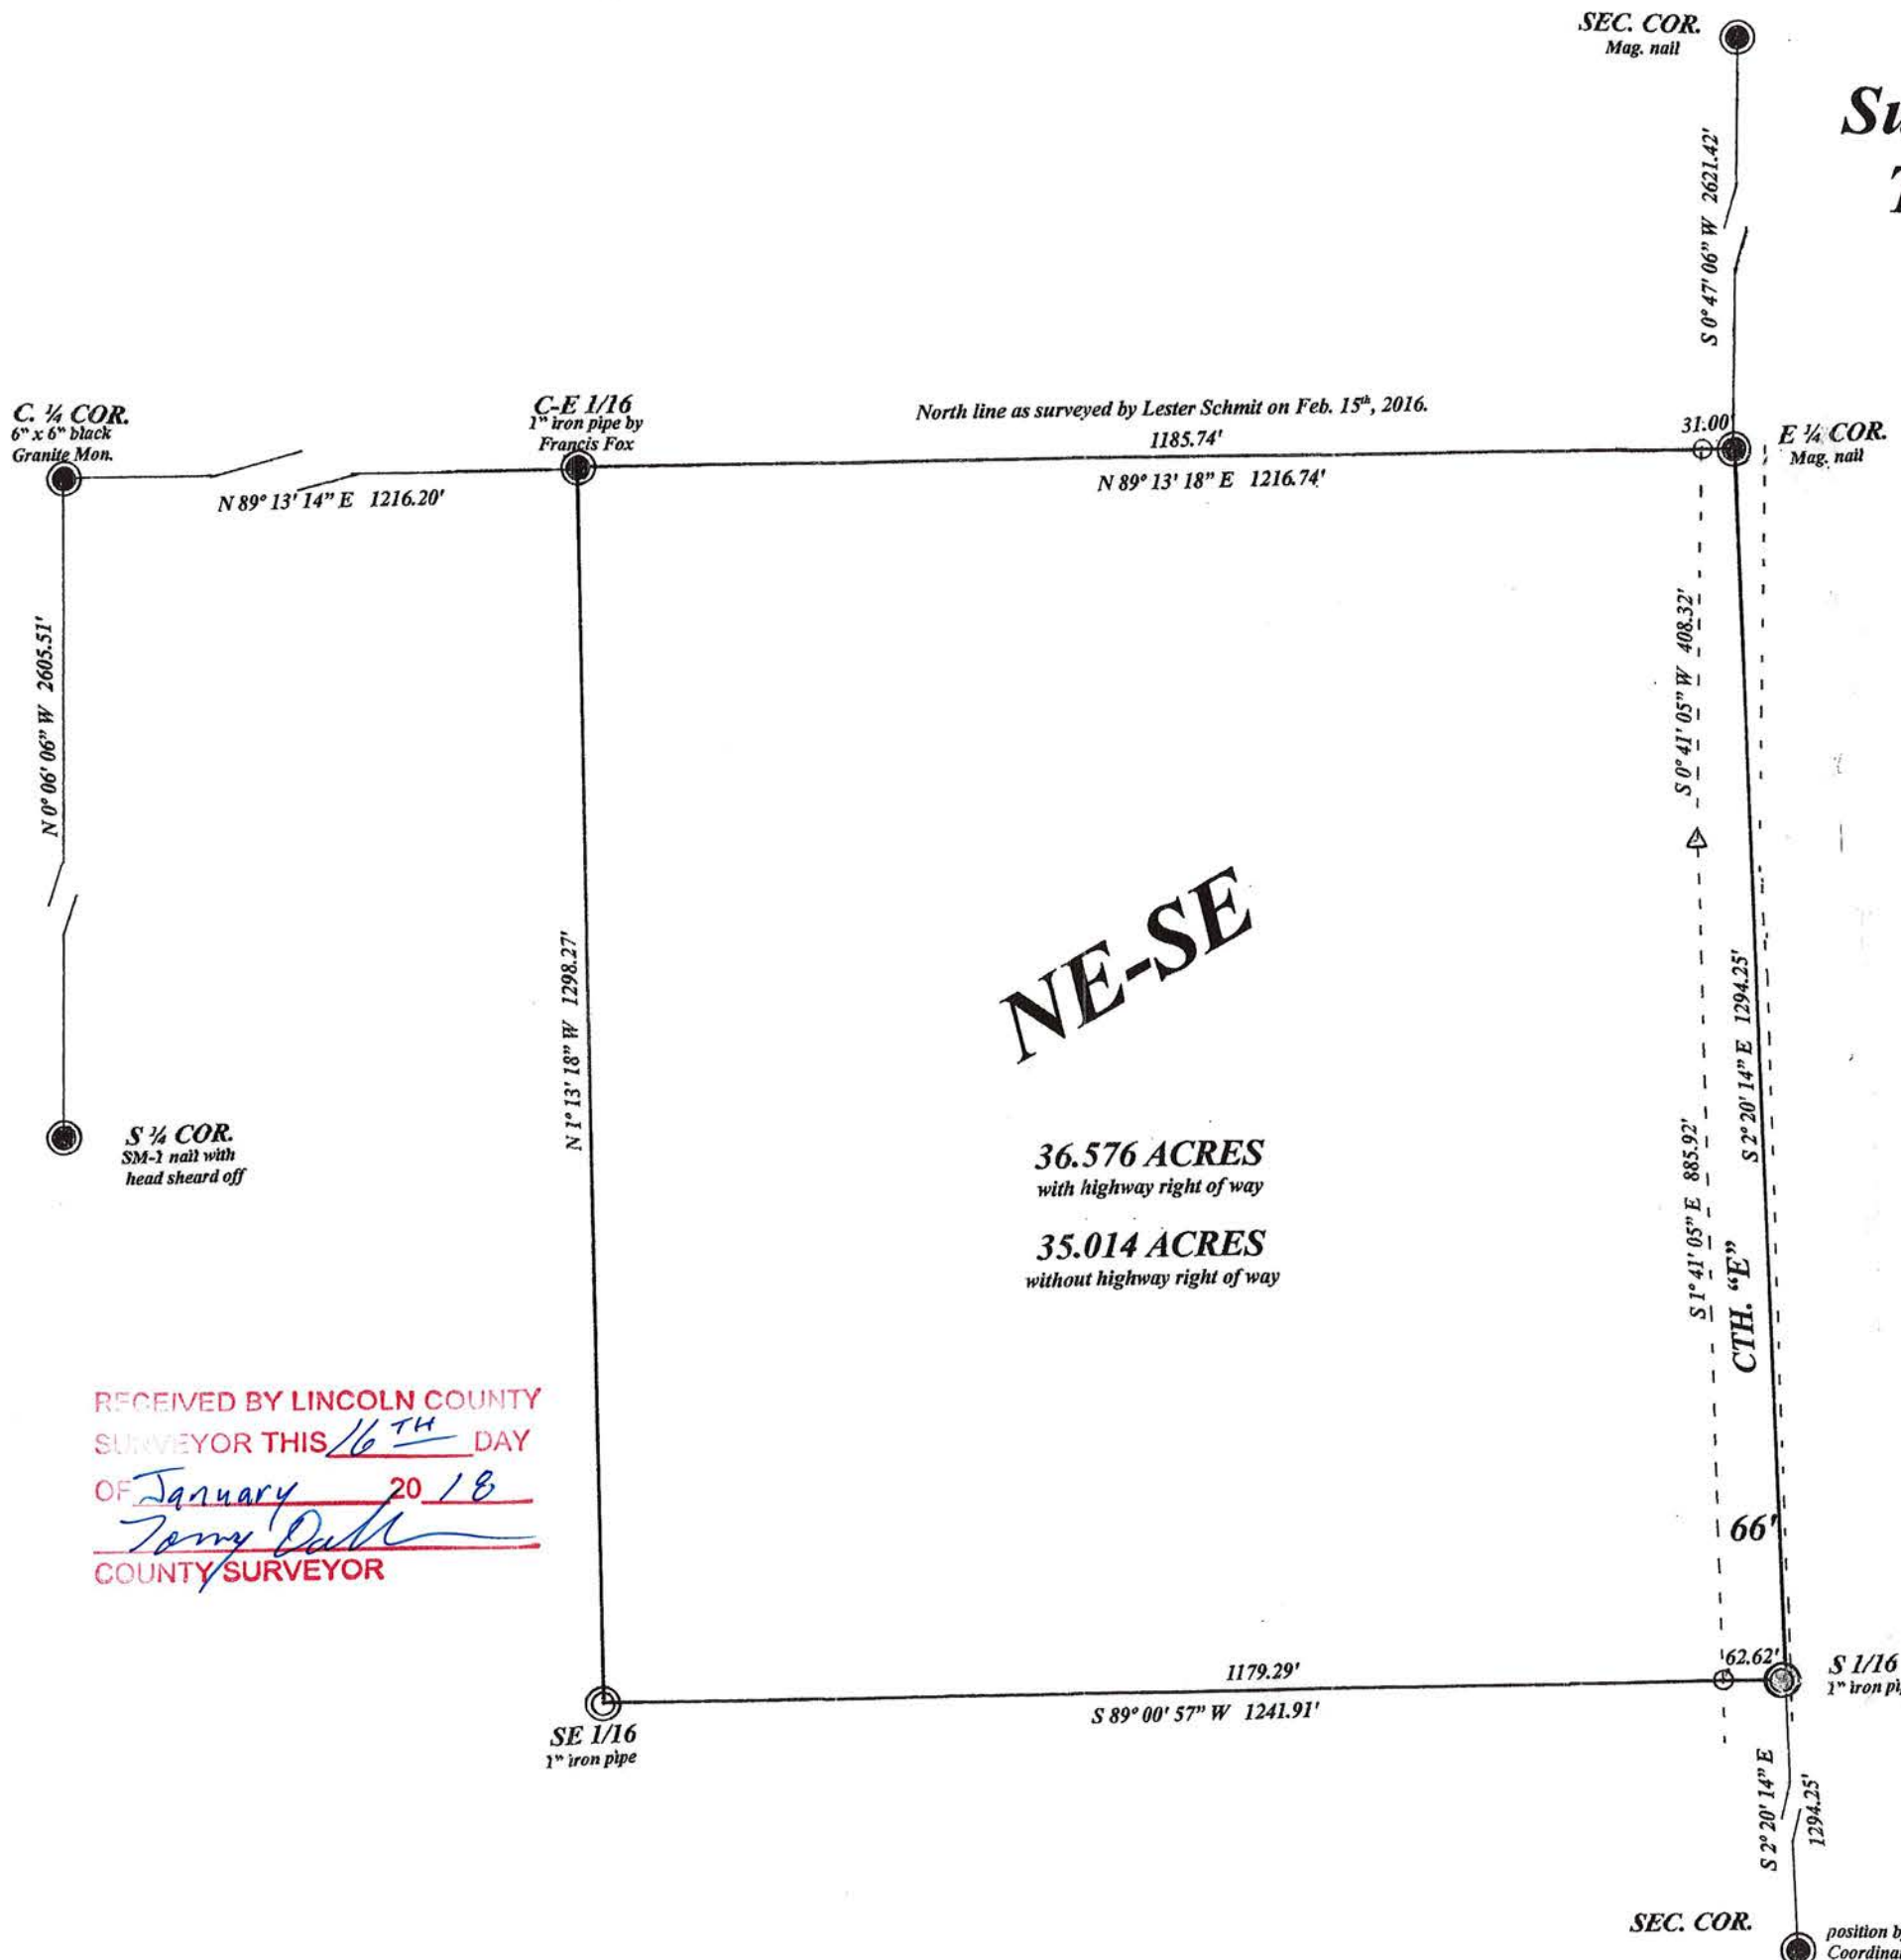 SEC. COR.
Mag. nail
S 0° 47' 06" W 2621.42'
C. ¼ COR.
6" x 6" black
Granite Mon.
C-E 1/16
1" iron pipe by
Francis Fox
North line as surveyed by Lester Schmit on Feb. 15th, 2016.
1185.74'
31.00'
E ¼ COR.
Mag. nail
N 89° 13' 14" E 1216.20'
N 89° 13' 18" E 1216.74'
N 0° 06' 06" W 2605.51'
S 0° 41' 05" W 408.32'
N 1° 13' 18" W 1298.27'
NE-SE
S 2° 20' 14" E 1294.25'
S ¼ COR.
SM-1 nail with
head sheard off
36.576 ACRES
with highway right of way
35.014 ACRES
without highway right of way
S 1° 41' 05" E 885.92'
CTH. "E"
RECEIVED BY LINCOLN COUNTY
SURVEYOR THIS 16TH DAY
OF January 20 18
Tony Dall
COUNTY SURVEYOR
66'
1179.29'
62.62'
S 1/16
1" iron
S 89° 00' 57" W 1241.91'
SE 1/16
1" iron pipe
S 2° 20' 14" E
1294.25'
SEC. COR.
position